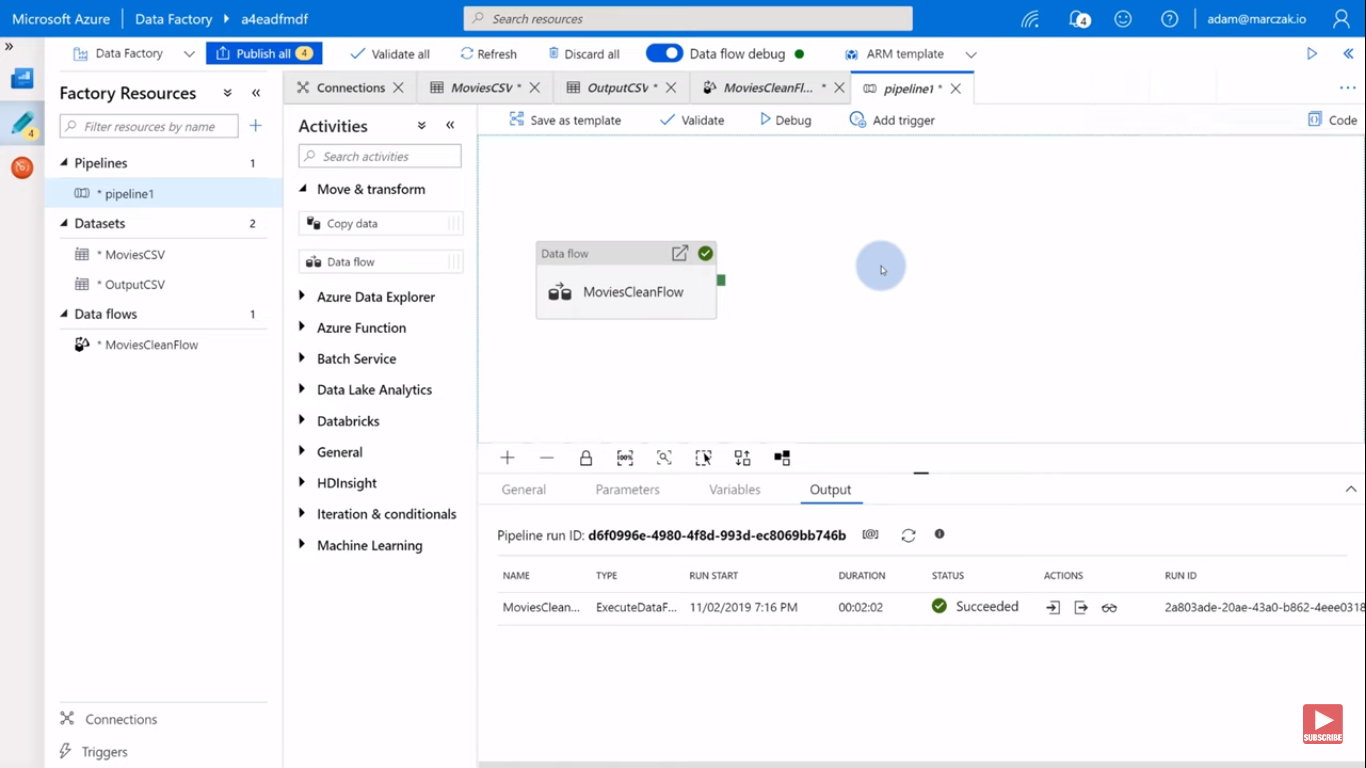 Microsoft Azure
Data Factory
a4eadfmdf
Search resources
4
adam@marczak.io
Data Factory
Publish all 4
Validate all
Refresh
Discard all
Data flow debug
ARM template
Factory Resources
Filter resources by name
4
Pipelines 1
* pipeline1
Datasets 2
* MoviesCSV
* OutputCSV
Data flows 1
* MoviesCleanFlow
Connections
Triggers
Connections
MoviesCSV *
OutputCSV *
MoviesCleanFl... *
pipeline1 *
Activities
Search activities
Move & transform
Copy data
Data flow
Azure Data Explorer
Azure Function
Batch Service
Data Lake Analytics
Databricks
General
HDInsight
Iteration & conditionals
Machine Learning
Save as template
Validate
Debug
Add trigger
Code
Data flow
MoviesCleanFlow
100%
General Parameters Variables Output
Pipeline run ID: d6f0996e-4980-4f8d-993d-ec8069bb746b [@]
NAME TYPE RUN START DURATION STATUS ACTIONS RUN ID
MoviesClean... ExecuteDataF... 11/02/2019 7:16 PM 00:02:02 Succeeded 2a803ade-20ae-43a0-b862-4eee0318
SUBSCRIBE